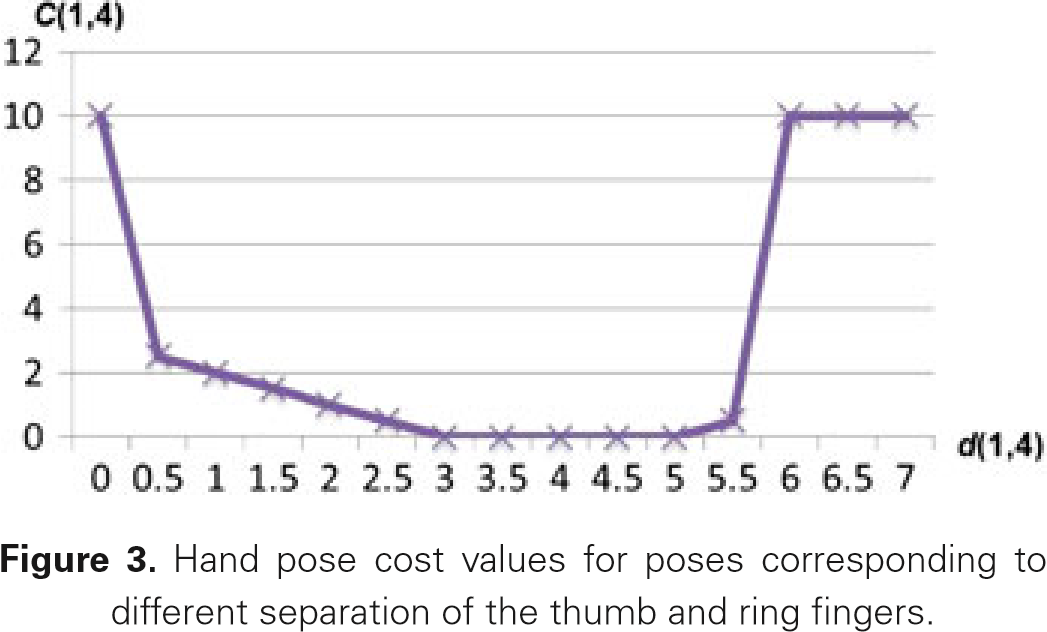 C(1,4)
12
10
8
6
4
2
0
0 0.5 1 1.5 2 2.5 3 3.5 4 4.5 5 5.5 6 6.5 7
d(1,4)
Figure 3. Hand pose cost values for poses corresponding to
different separation of the thumb and ring fingers.